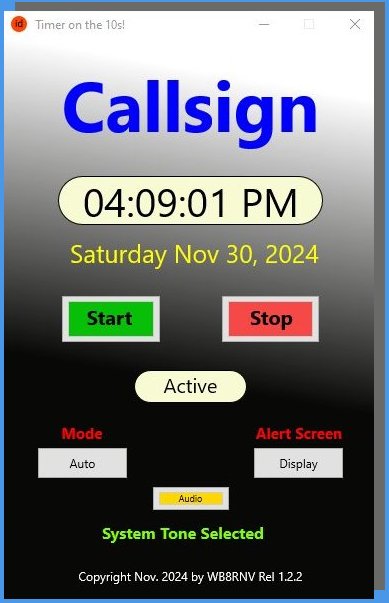 id Timer on the 10s!
Callsign
04:09:01 PM
Saturday Nov 30, 2024
Start Stop
Active
Mode Alert Screen
Auto Display
Audio
System Tone Selected
Copyright Nov. 2024 by WB8RNV Rel 1.2.2